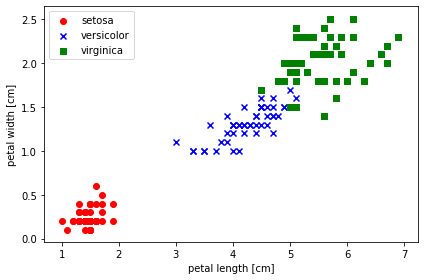 setosa
versicolor
virginica
2.5
2.0
1.5
1.0
0.5
0.0
petal width [cm]
1 2 3 4 5 6 7
petal length [cm]